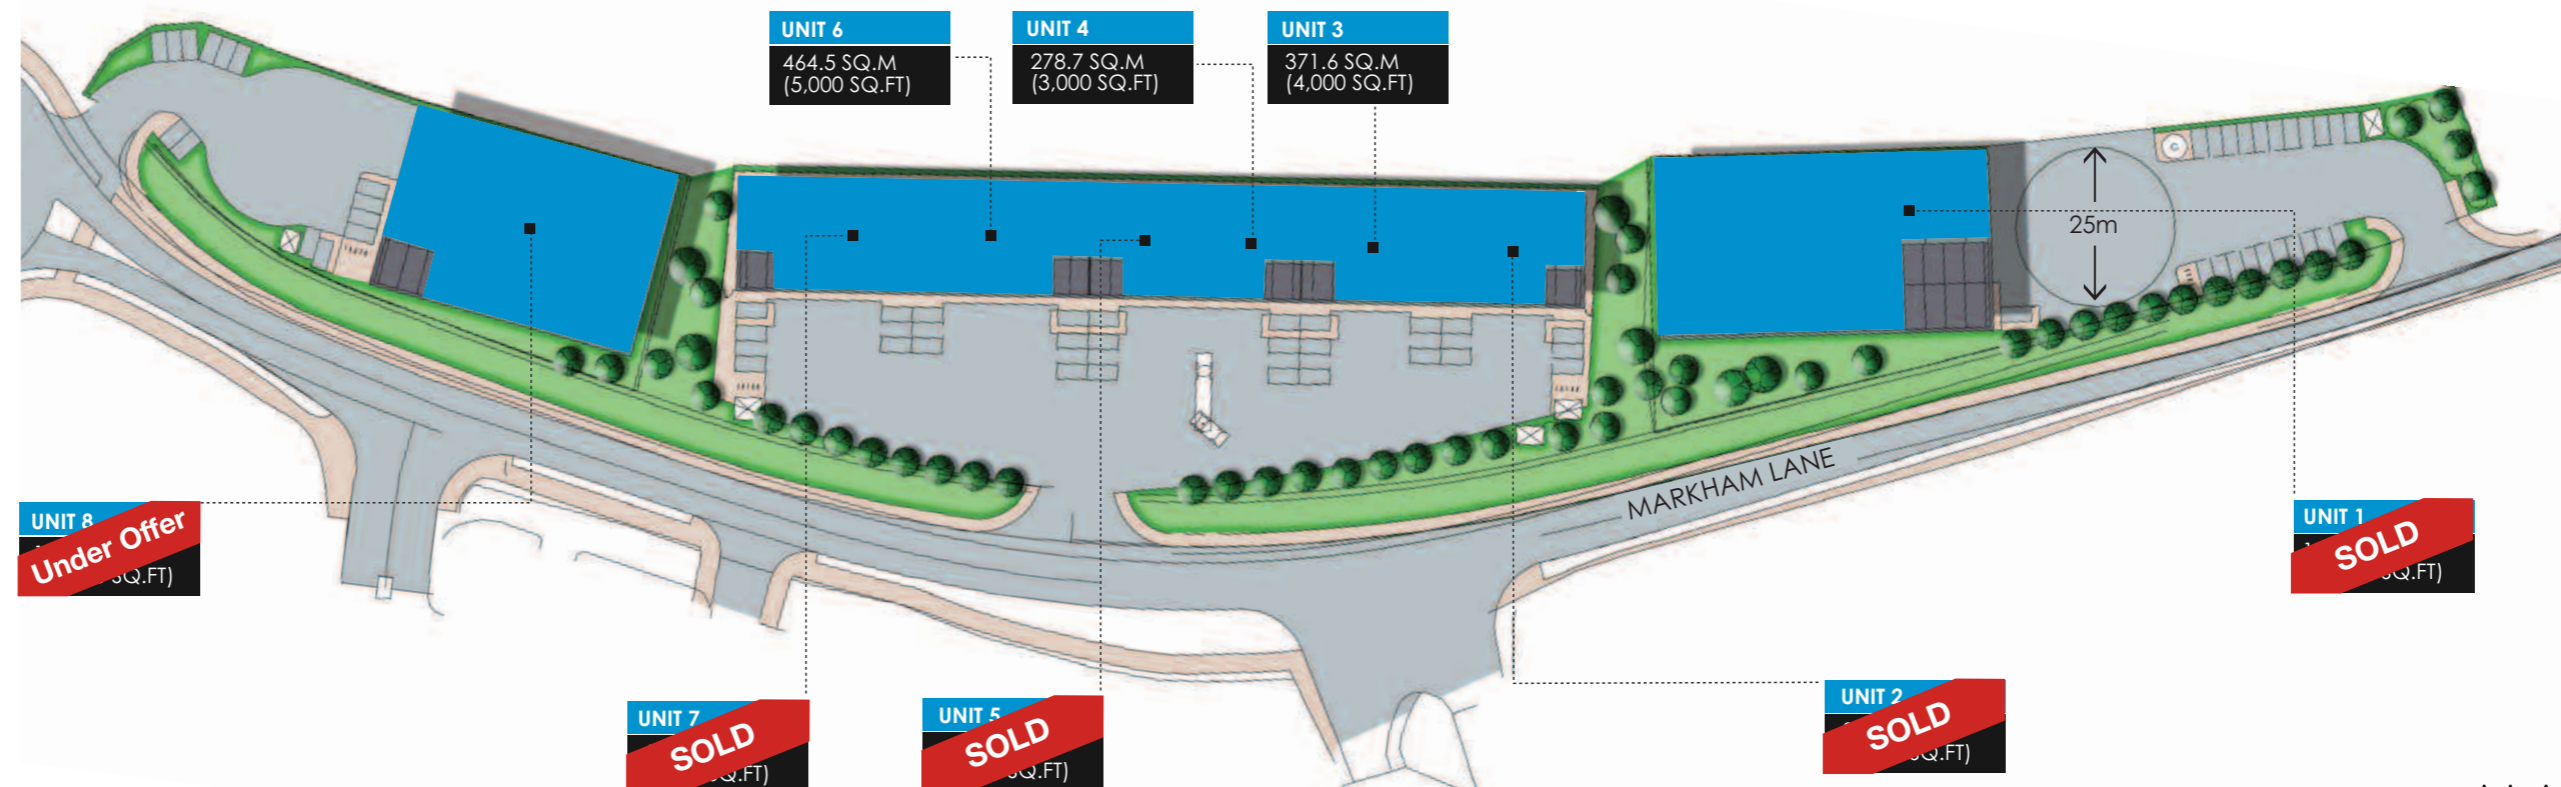 UNIT 6
464.5 SQ.M
(5,000 SQ.FT)
UNIT 4
278.7 SQ.M
(3,000 SQ.FT)
UNIT 3
371.6 SQ.M
(4,000 SQ.FT)
25m
MARKHAM LANE
UNIT 8
Under Offer
SQ.FT)
UNIT 1
SOLD
SQ.FT)
UNIT 7
SOLD
SQ.FT)
UNIT 5
SOLD
SQ.FT)
UNIT 2
SOLD
SQ.FT)